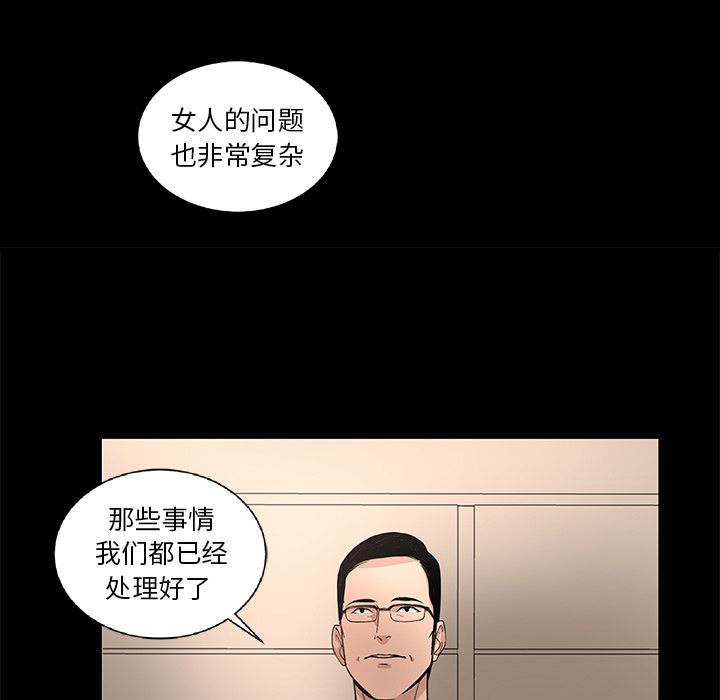 女人的问题
也非常复杂
那些事情
我们都已经
处理好了